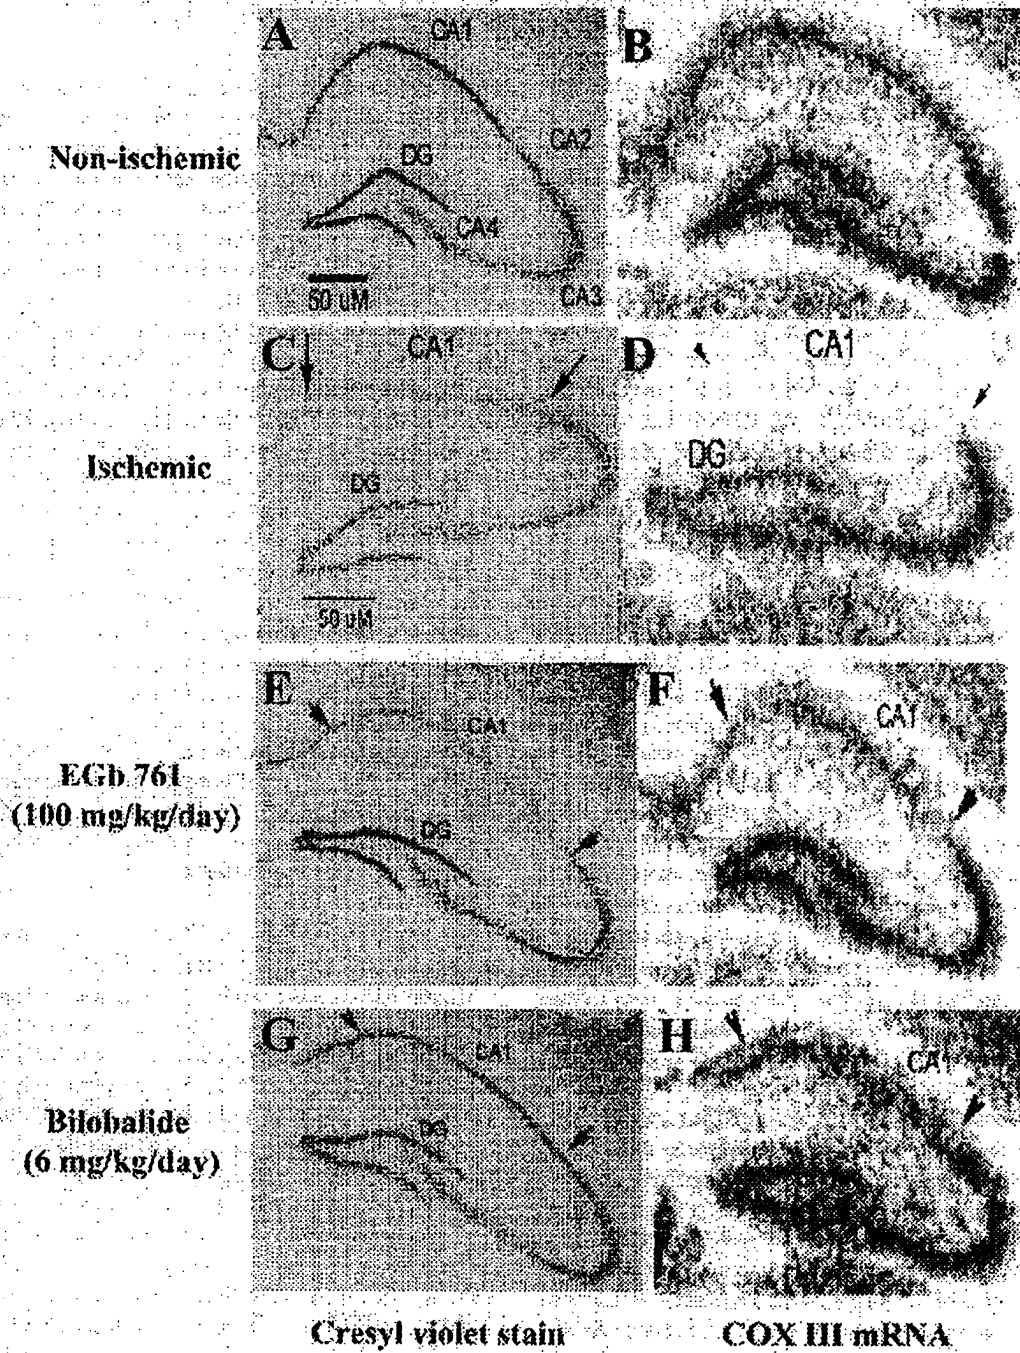 A
CA1
B
Non-ischemic
CA2
DG
CA4
50 uM
CA3
C
CA1
D
CA1
Ischemic
DG
DG
50 uM
E
CA1
F
CA1
EGb 761
(100 mg/kg/day)
DG
G
CA1
H
CA1
Bilobalide
(6 mg/kg/day)
DG
Cresyl violet stain
COX III mRNA